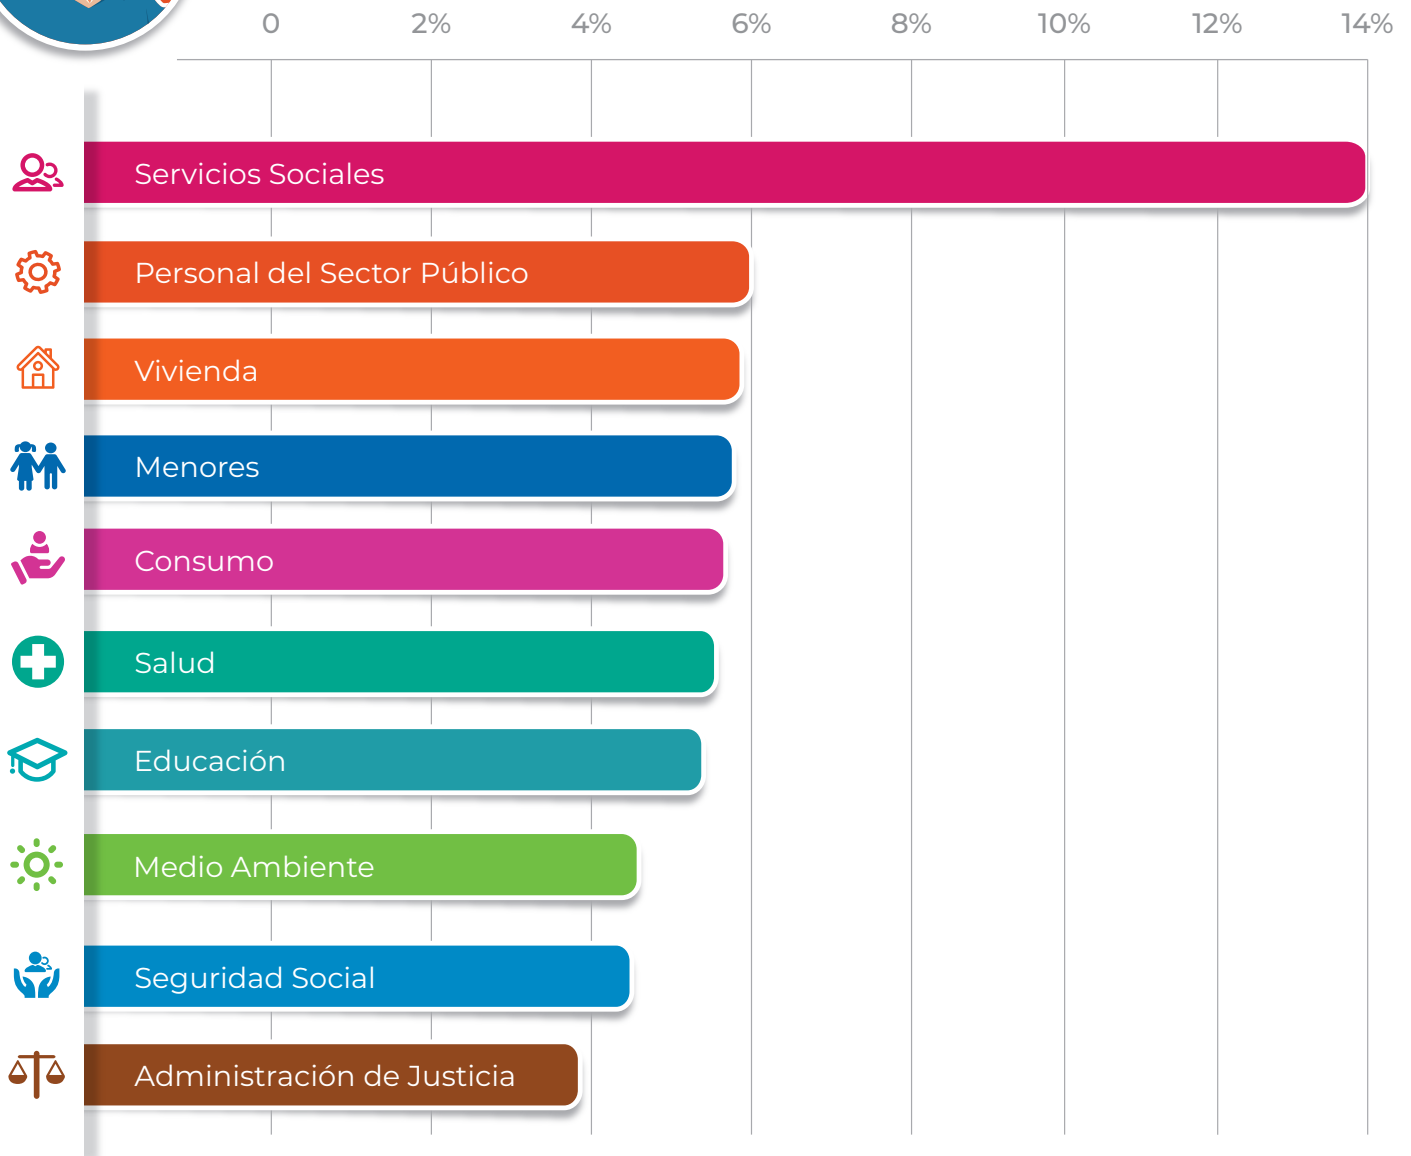 0 2% 4% 6% 8% 10% 12% 14%
Servicios Sociales
Personal del Sector Público
Vivienda
Menores
Consumo
Salud
Educación
Medio Ambiente
Seguridad Social
Administración de Justicia